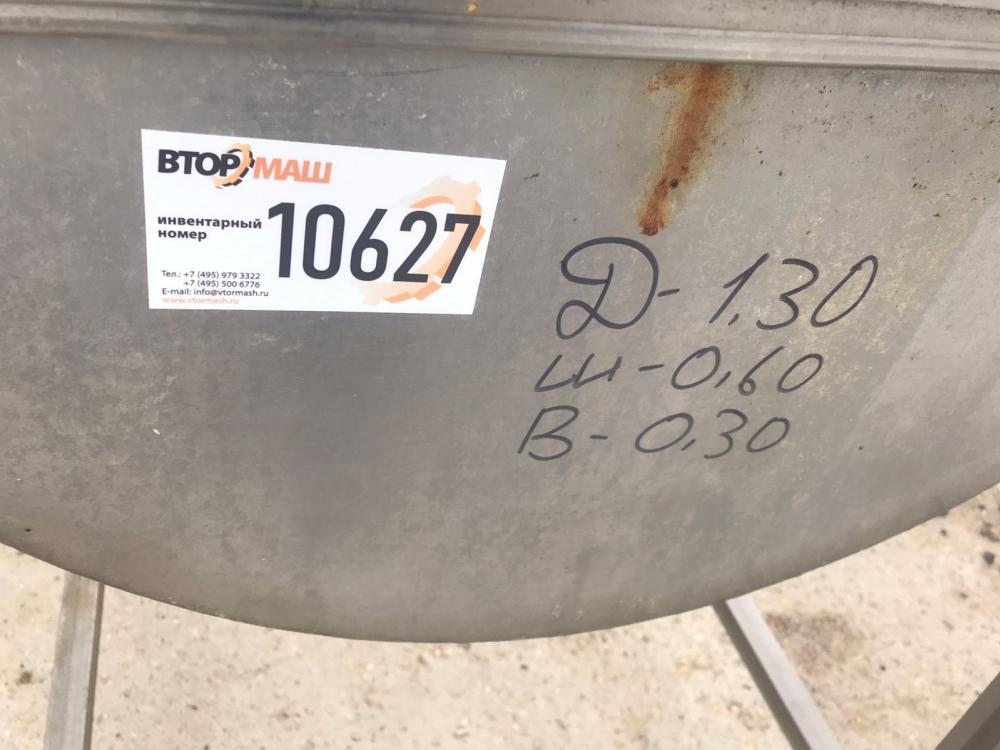 ВТОРМАШ
инвентарный
номер
10627
Тел.: +7 (495) 979 3322
+7 (495) 500 6776
E-mail: info@vtormash.ru
www.vtormash.ru
Д-1,30
Ш-0,60
В-0,30